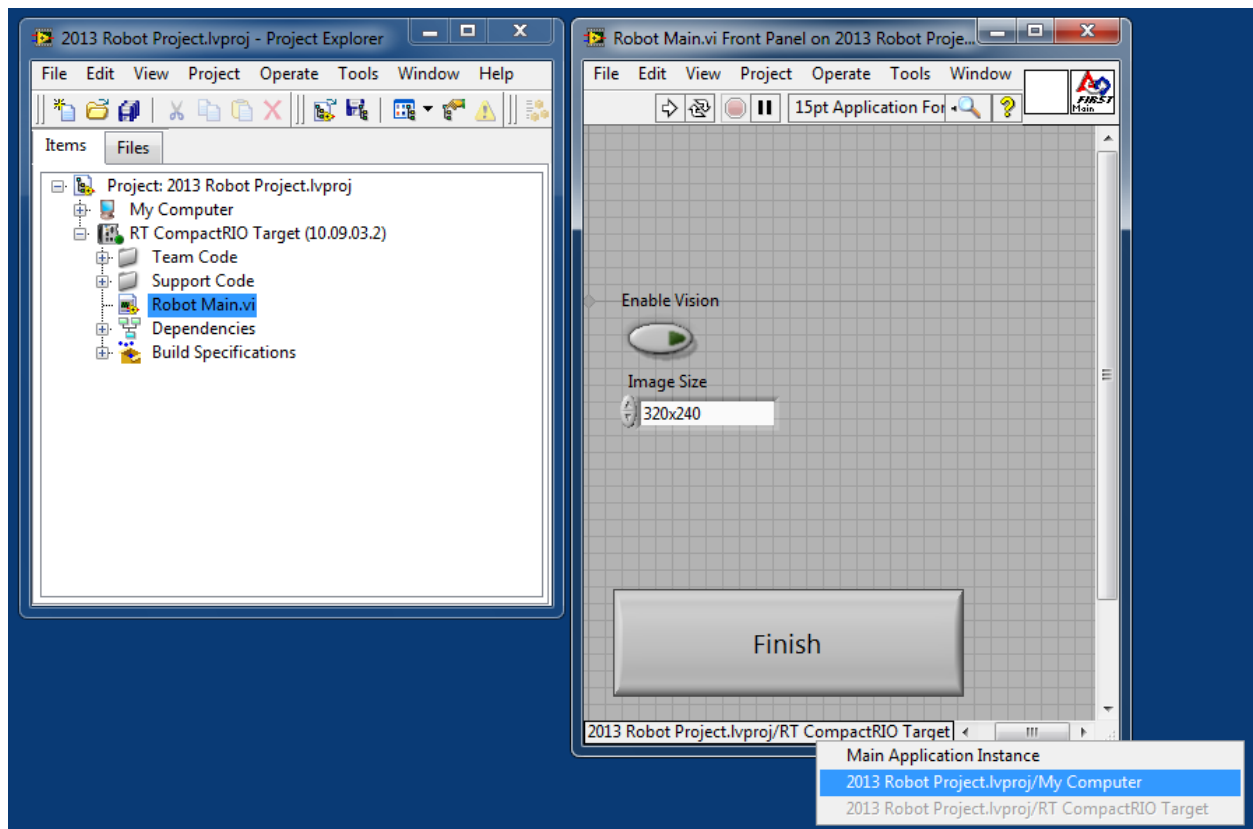 2013 Robot Project.lvproj - Project Explorer
File Edit View Project Operate Tools Window Help
Items Files
Project: 2013 Robot Project.lvproj
My Computer
RT CompactRIO Target (10.09.03.2)
Team Code
Support Code
Robot Main.vi
Dependencies
Build Specifications
Robot Main.vi Front Panel on 2013 Robot Proje...
File Edit View Project Operate Tools Window
15pt Application For
FIRST
Main
Enable Vision
Image Size
320x240
Finish
2013 Robot Project.lvproj/RT CompactRIO Target
Main Application Instance
2013 Robot Project.lvproj/My Computer
2013 Robot Project.lvproj/RT CompactRIO Target